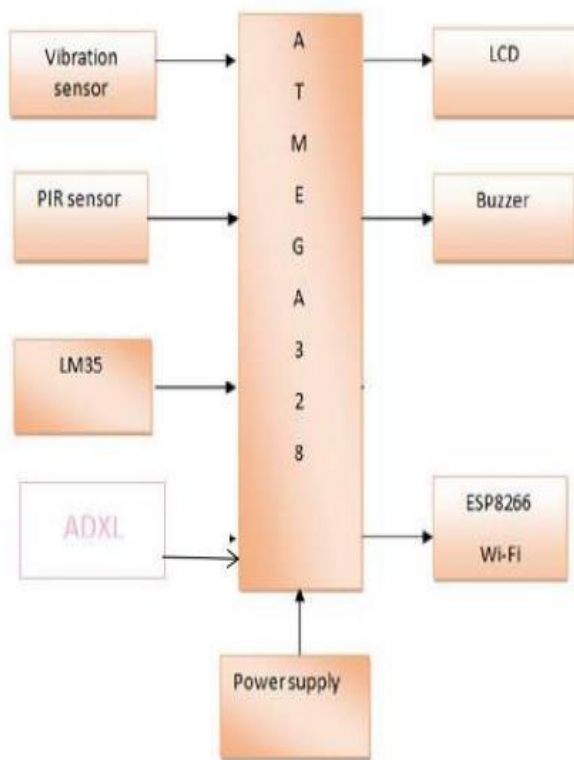 Vibration
sensor
PIR sensor
LM35
ADXL
A
T
M
E
G
A
3
2
8
LCD
Buzzer
ESP8266
Wi-Fi
Power supply